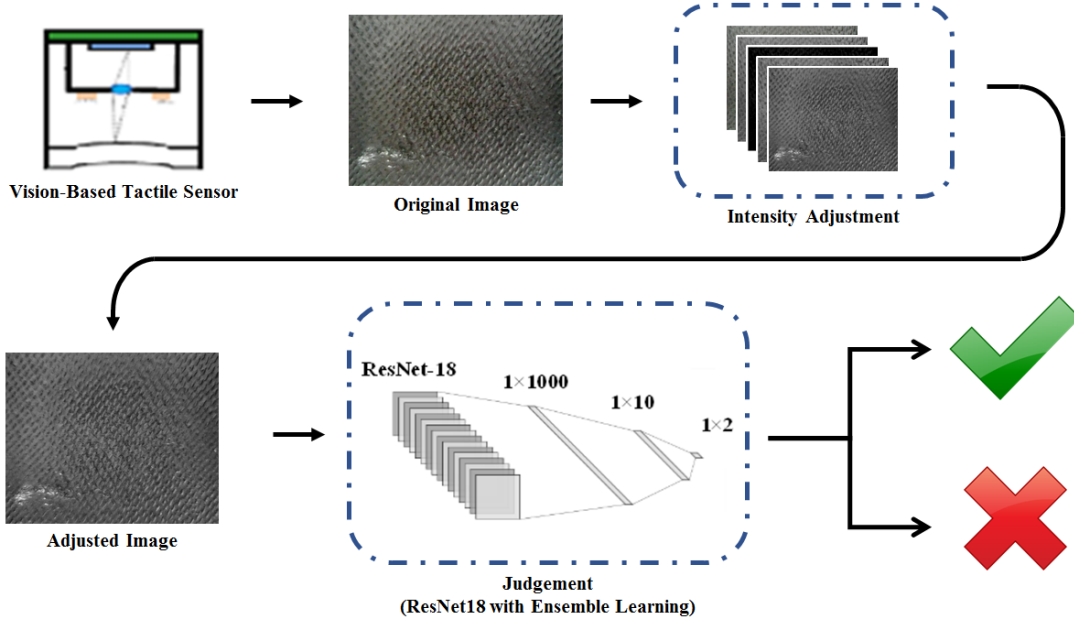 Vision-Based Tactile Sensor
Original Image
Intensity Adjustment
ResNet-18
1×1000
1×10
1×2
Adjusted Image
Judgement
(ResNet18 with Ensemble Learning)